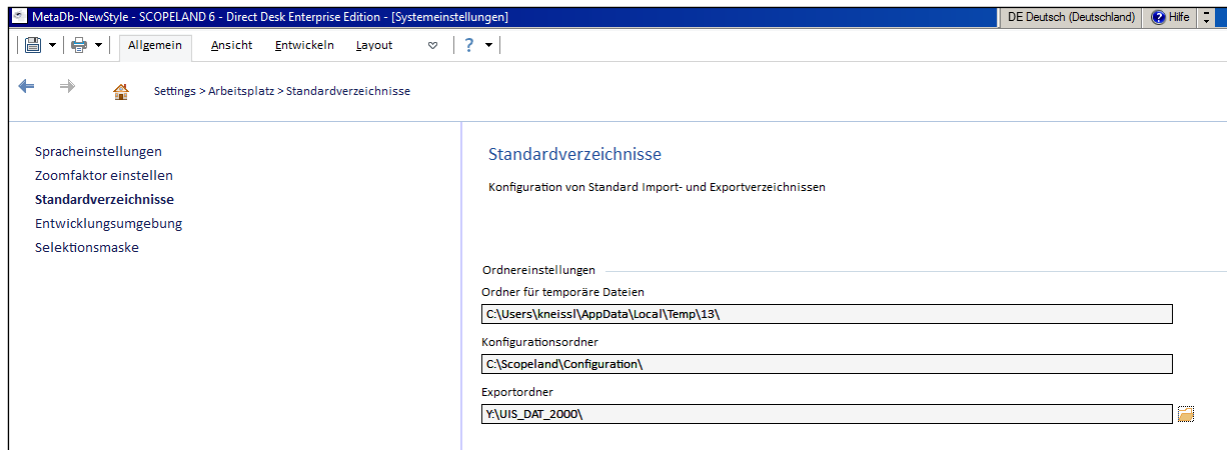 MetaDb-NewStyle - SCOPELAND 6 - Direct Desk Enterprise Edition - [Systemeinstellungen]
DE Deutsch (Deutschland)
? Hilfe
Allgemein
Ansicht
Entwickeln
Layout
?
Settings > Arbeitsplatz > Standardverzeichnisse
Spracheinstellungen
Zoomfaktor einstellen
Standardverzeichnisse
Entwicklungsumgebung
Selektionsmaske
Standardverzeichnisse
Konfiguration von Standard Import- und Exportverzeichnissen
Ordnereinstellungen
Ordner für temporäre Dateien
C:\Users\kneissl\AppData\Local\Temp\13\
Konfigurationsordner
C:\Scopeland\Configuration\
Exportordner
Y:\UIS_DAT_2000\